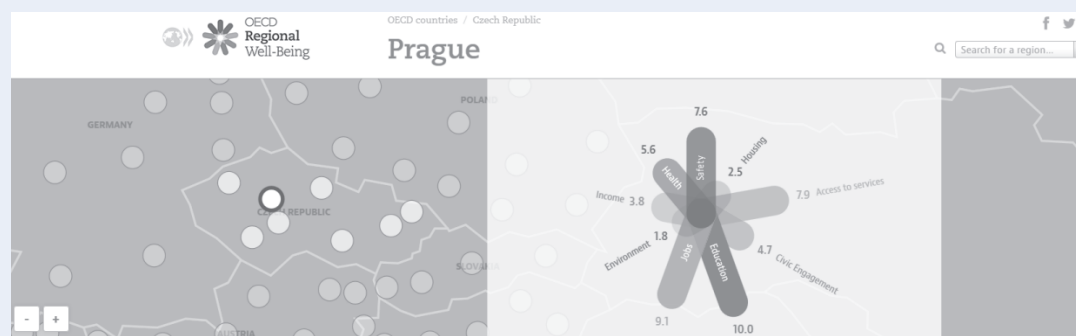 OECD
Regional
Well-Being
OECD countries / Czech Republic
Prague
Search for a region...
GERMANY
POLAND
CZECH REPUBLIC
SLOVAKIA
AUSTRIA
- +
7.6
Safety
Housing
2.5
7.9 Access to services
4.7 Civic Engagement
10.0
Education
9.1
Jobs
Environment
1.8
Income 3.8
5.6
Health